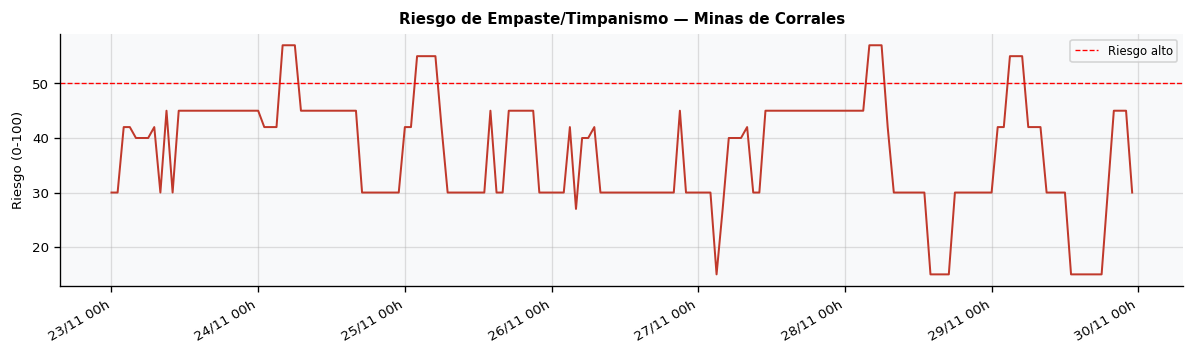 Riesgo de Empaste/Timpanismo — Minas de Corrales
Riesgo alto
Riesgo (0-100)
50
40
30
20
23/11 00h
24/11 00h
25/11 00h
26/11 00h
27/11 00h
28/11 00h
29/11 00h
30/11 00h